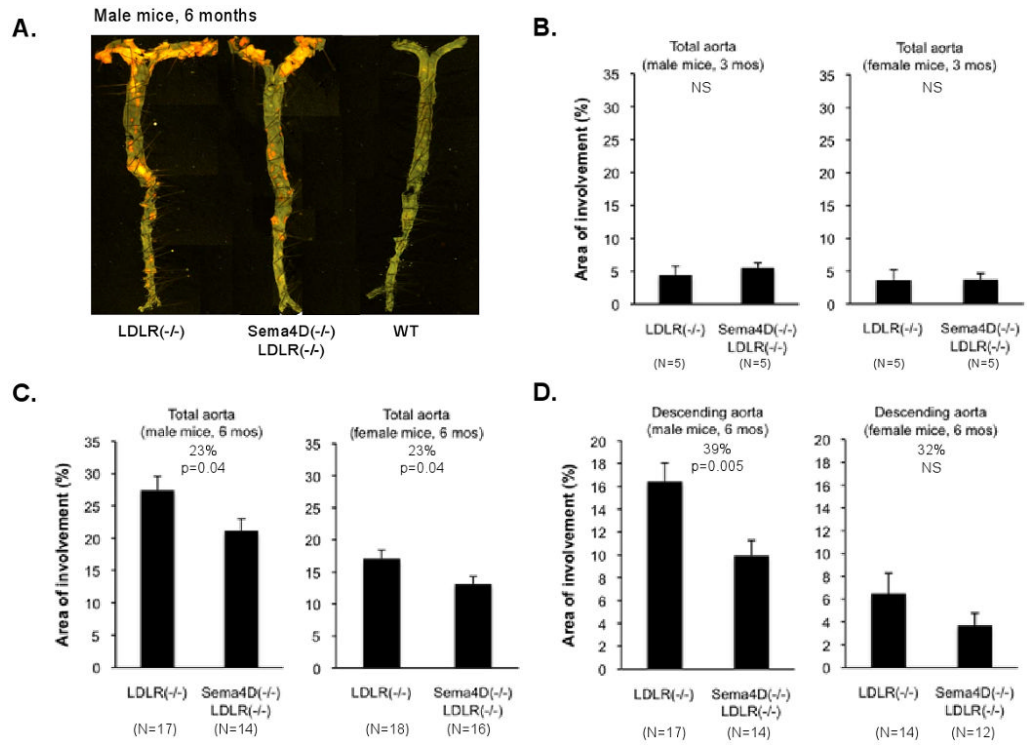 A.
Male mice, 6 months
LDLR(-/-)
Sema4D(-/-)
LDLR(-/-)
WT
B.
Total aorta
(male mice, 3 mos)
NS
Area of involvement (%)
35
30
25
20
15
10
5
0
LDLR(-/-)
Sema4D(-/-)
LDLR(-/-)
(N=5)
(N=5)
Total aorta
(female mice, 3 mos)
NS
35
30
25
20
15
10
5
0
LDLR(-/-)
Sema4D(-/-)
LDLR(-/-)
(N=5)
(N=5)
C.
Total aorta
(male mice, 6 mos)
23%
p=0.04
Area of involvement (%)
35
30
25
20
15
10
5
0
LDLR(-/-)
Sema4D(-/-)
LDLR(-/-)
(N=17)
(N=14)
Total aorta
(female mice, 6 mos)
23%
p=0.04
35
30
25
20
15
10
5
0
LDLR(-/-)
Sema4D(-/-)
LDLR(-/-)
(N=18)
(N=16)
D.
Descending aorta
(male mice, 6 mos)
39%
p=0.005
Area of involvement (%)
20
18
16
14
12
10
8
6
4
2
0
LDLR(-/-)
Sema4D(-/-)
LDLR(-/-)
(N=17)
(N=14)
Descending aorta
(female mice, 6 mos)
32%
NS
20
18
16
14
12
10
8
6
4
2
0
LDLR(-/-)
Sema4D(-/-)
LDLR(-/-)
(N=14)
(N=12)